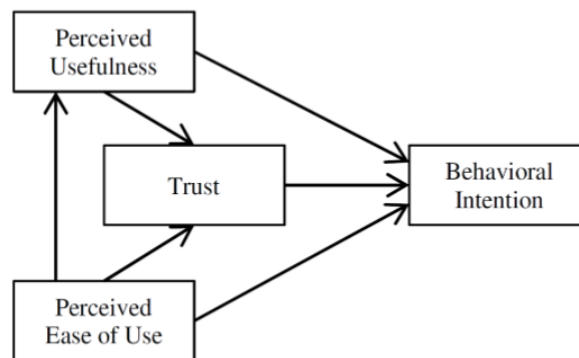 Perceived
Usefulness
Trust
Behavioral
Intention
Perceived
Ease of Use